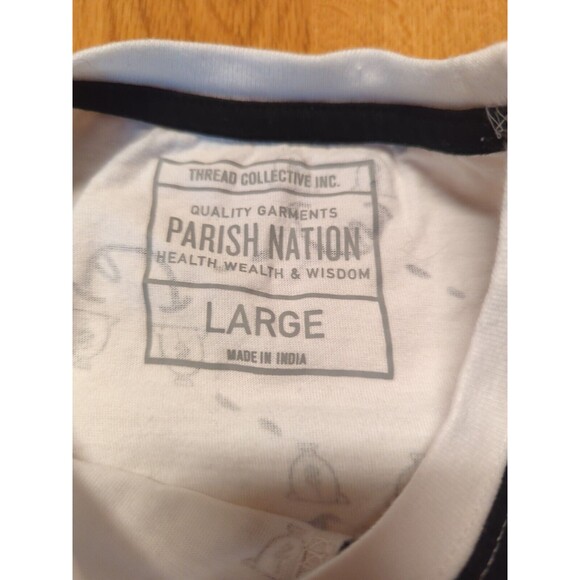 THREAD COLLECTIVE INC.
QUALITY GARMENTS
PARISH NATION
HEALTH WEALTH & WISDOM
LARGE
MADE IN INDIA